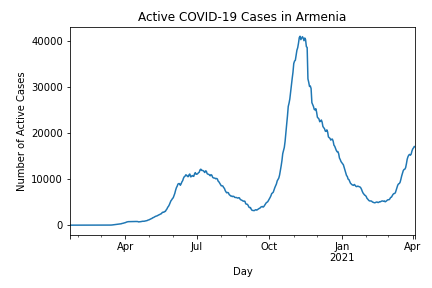 Active COVID-19 Cases in Armenia
Number of Active Cases
40000
30000
20000
10000
0
Apr
Jul
Oct
Jan
2021
Apr
Day